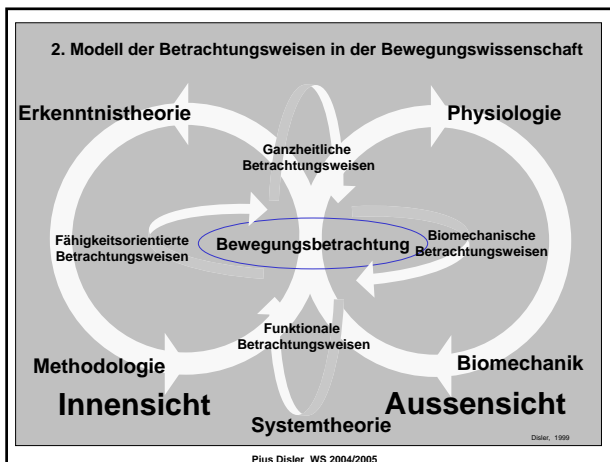 2. Modell der Betrachtungsweisen in der Bewegungswissenschaft
Erkenntnistheorie
Physiologie
Ganzheitliche
Betrachtungsweisen
Fähigkeitsorientierte
Betrachtungsweisen
Bewegungsbetrachtung
Biomechanische
Betrachtungsweisen
Funktionale
Betrachtungsweisen
Methodologie
Biomechanik
Innensicht
Aussensicht
Systemtheorie
Disler, 1999
Pius Disler WS 2004/2005